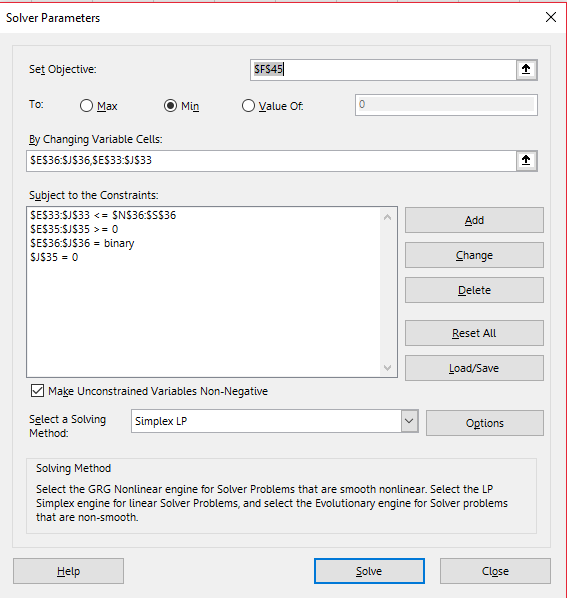 Solver Parameters
Set Objective:
$F$45
To:
Max
Min
Value Of:
0
By Changing Variable Cells:
$E$36:$J$36,$E$33:$J$33
Subject to the Constraints:
$E$33:$J$33 <= $N$36:$S$36
$E$35:$J$35 >= 0
$E$36:$J$36 = binary
$J$35 = 0
Add
Change
Delete
Reset All
Load/Save
Make Unconstrained Variables Non-Negative
Select a Solving
Method:
Simplex LP
Options
Solving Method
Select the GRG Nonlinear engine for Solver Problems that are smooth nonlinear. Select the LP
Simplex engine for linear Solver Problems, and select the Evolutionary engine for Solver problems
that are non-smooth.
Help
Solve
Close